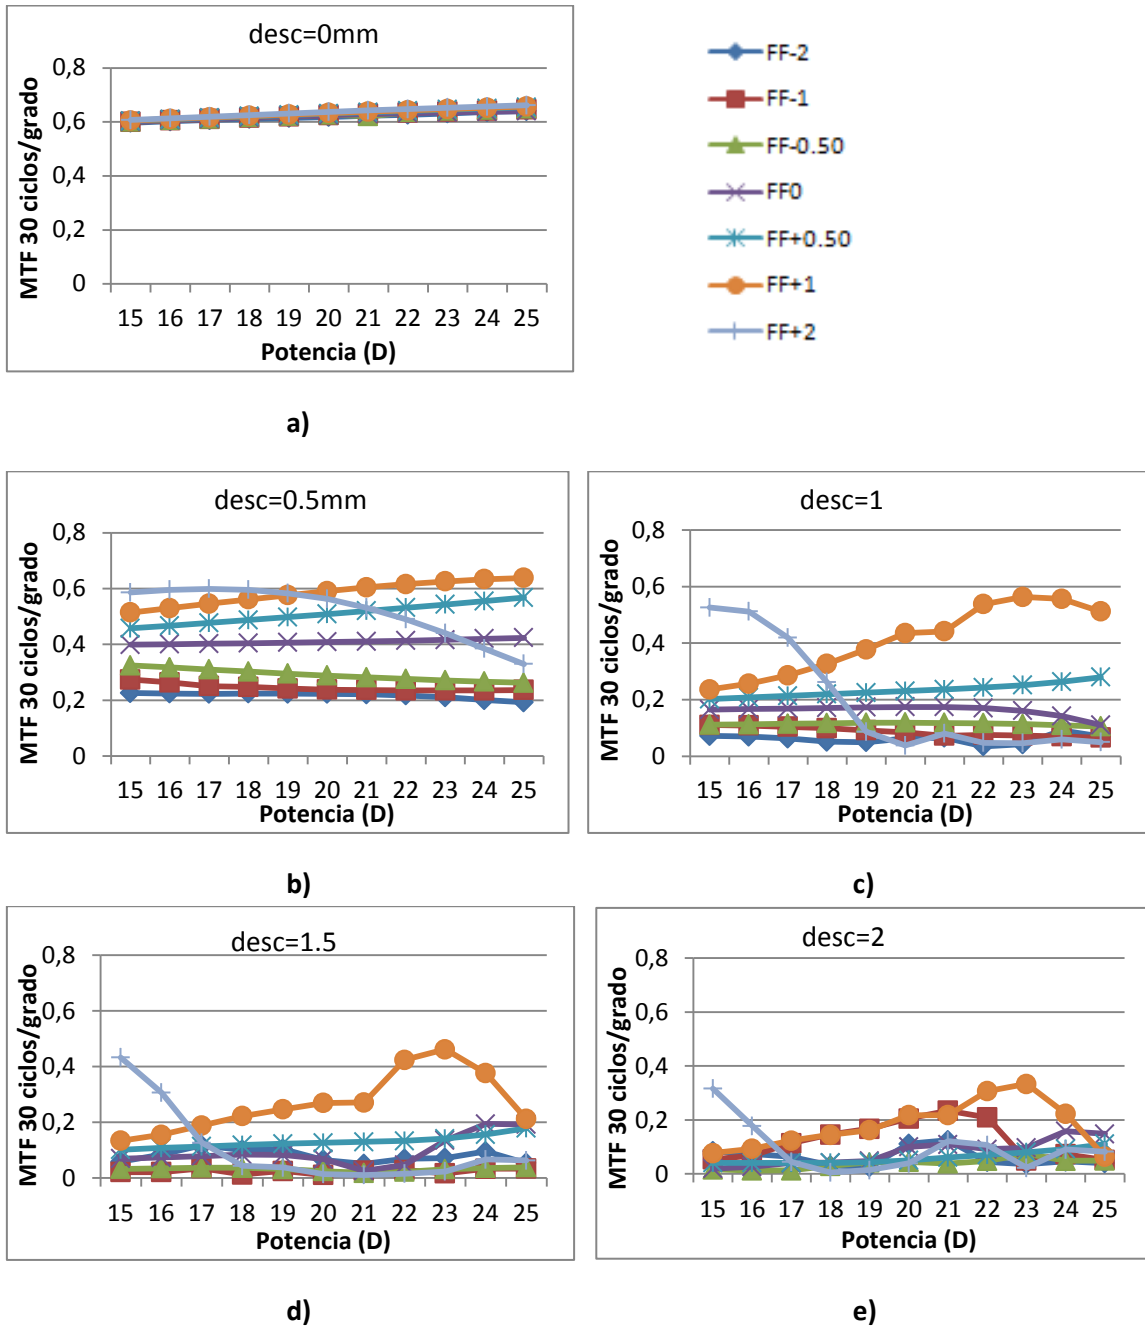 desc=0mm
MTF 30 ciclos/grado
0,8
0,6
0,4
0,2
0
15 16 17 18 19 20 21 22 23 24 25
Potencia (D)
a)
FF-2
FF-1
FF-0.50
FF0
FF+0.50
FF+1
FF+2
desc=0.5mm
MTF 30 ciclos/grado
0,8
0,6
0,4
0,2
0
15 16 17 18 19 20 21 22 23 24 25
Potencia (D)
b)
desc=1
MTF 30 ciclos/grado
0,8
0,6
0,4
0,2
0
15 16 17 18 19 20 21 22 23 24 25
Potencia (D)
c)
desc=1.5
MTF 30 ciclos/grado
0,8
0,6
0,4
0,2
0
15 16 17 18 19 20 21 22 23 24 25
Potencia (D)
d)
desc=2
MTF 30 ciclos/grado
0,8
0,6
0,4
0,2
0
15 16 17 18 19 20 21 22 23 24 25
Potencia (D)
e)